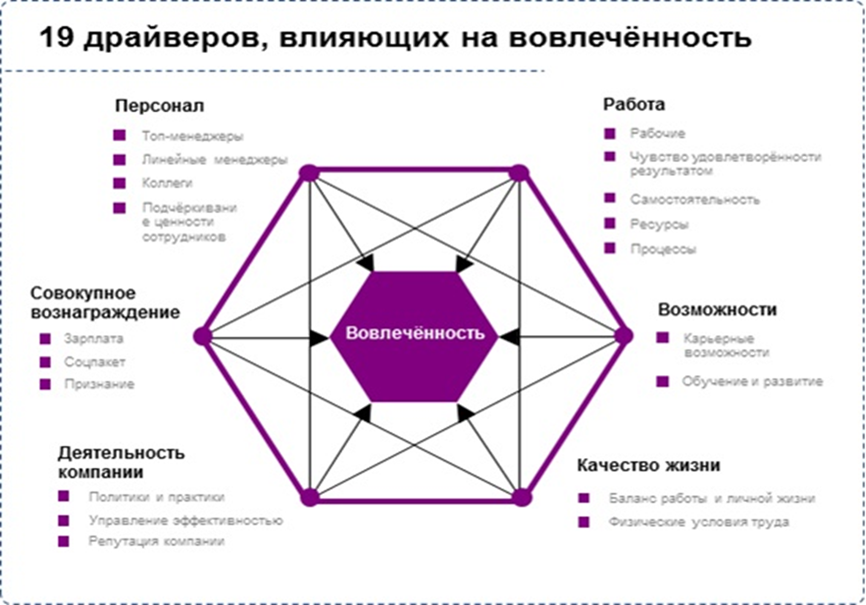 19 драйверов, влияющих на вовлечённость
Персонал
Топ-менеджеры
Линейные менеджеры
Коллеги
Подчёркивани
е ценности
сотрудников
Работа
Рабочие
Чувство удовлетворённости
результатом
Самостоятельность
Ресурсы
Процессы
Совокупное
вознаграждение
Зарплата
Соцпакет
Признание
Вовлечённость
Возможности
Карьерные
возможности
Обучение и развитие
Деятельность
компании
Политики и практики
Управление эффективностью
Репутация компании
Качество жизни
Баланс работы и личной жизни
Физические условия труда